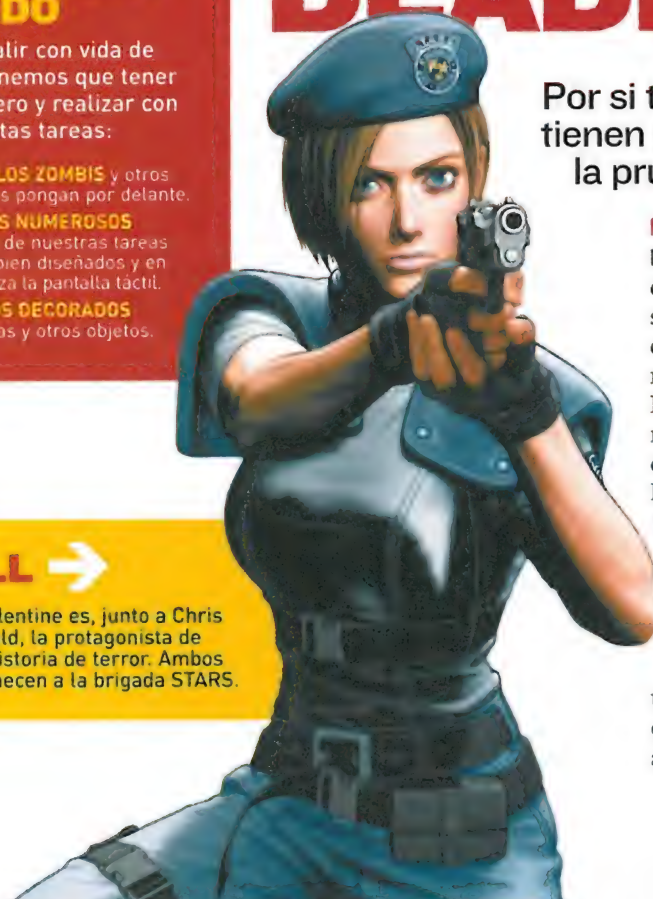 DO
alir con vida de
nemos que tener
ero y realizar con
tas tareas:
LOS ZOMBIS y otros
s pongan por delante.
S NUMEROSOS
de nuestras tareas
bien diseñados y en
za la pantalla táctil.
S DECORADOS
as y otros objetos.
LL
lentine es, junto a Chris
ld, la protagonista de
istoria de terror. Ambos
necen a la brigada STARS.
Por si t
tienen
la pru